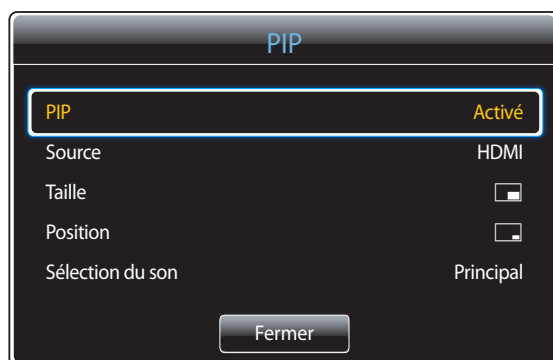 PIP
PIP Activé
Source HDMI
Taille
Position
Sélection du son Principal
Fermer